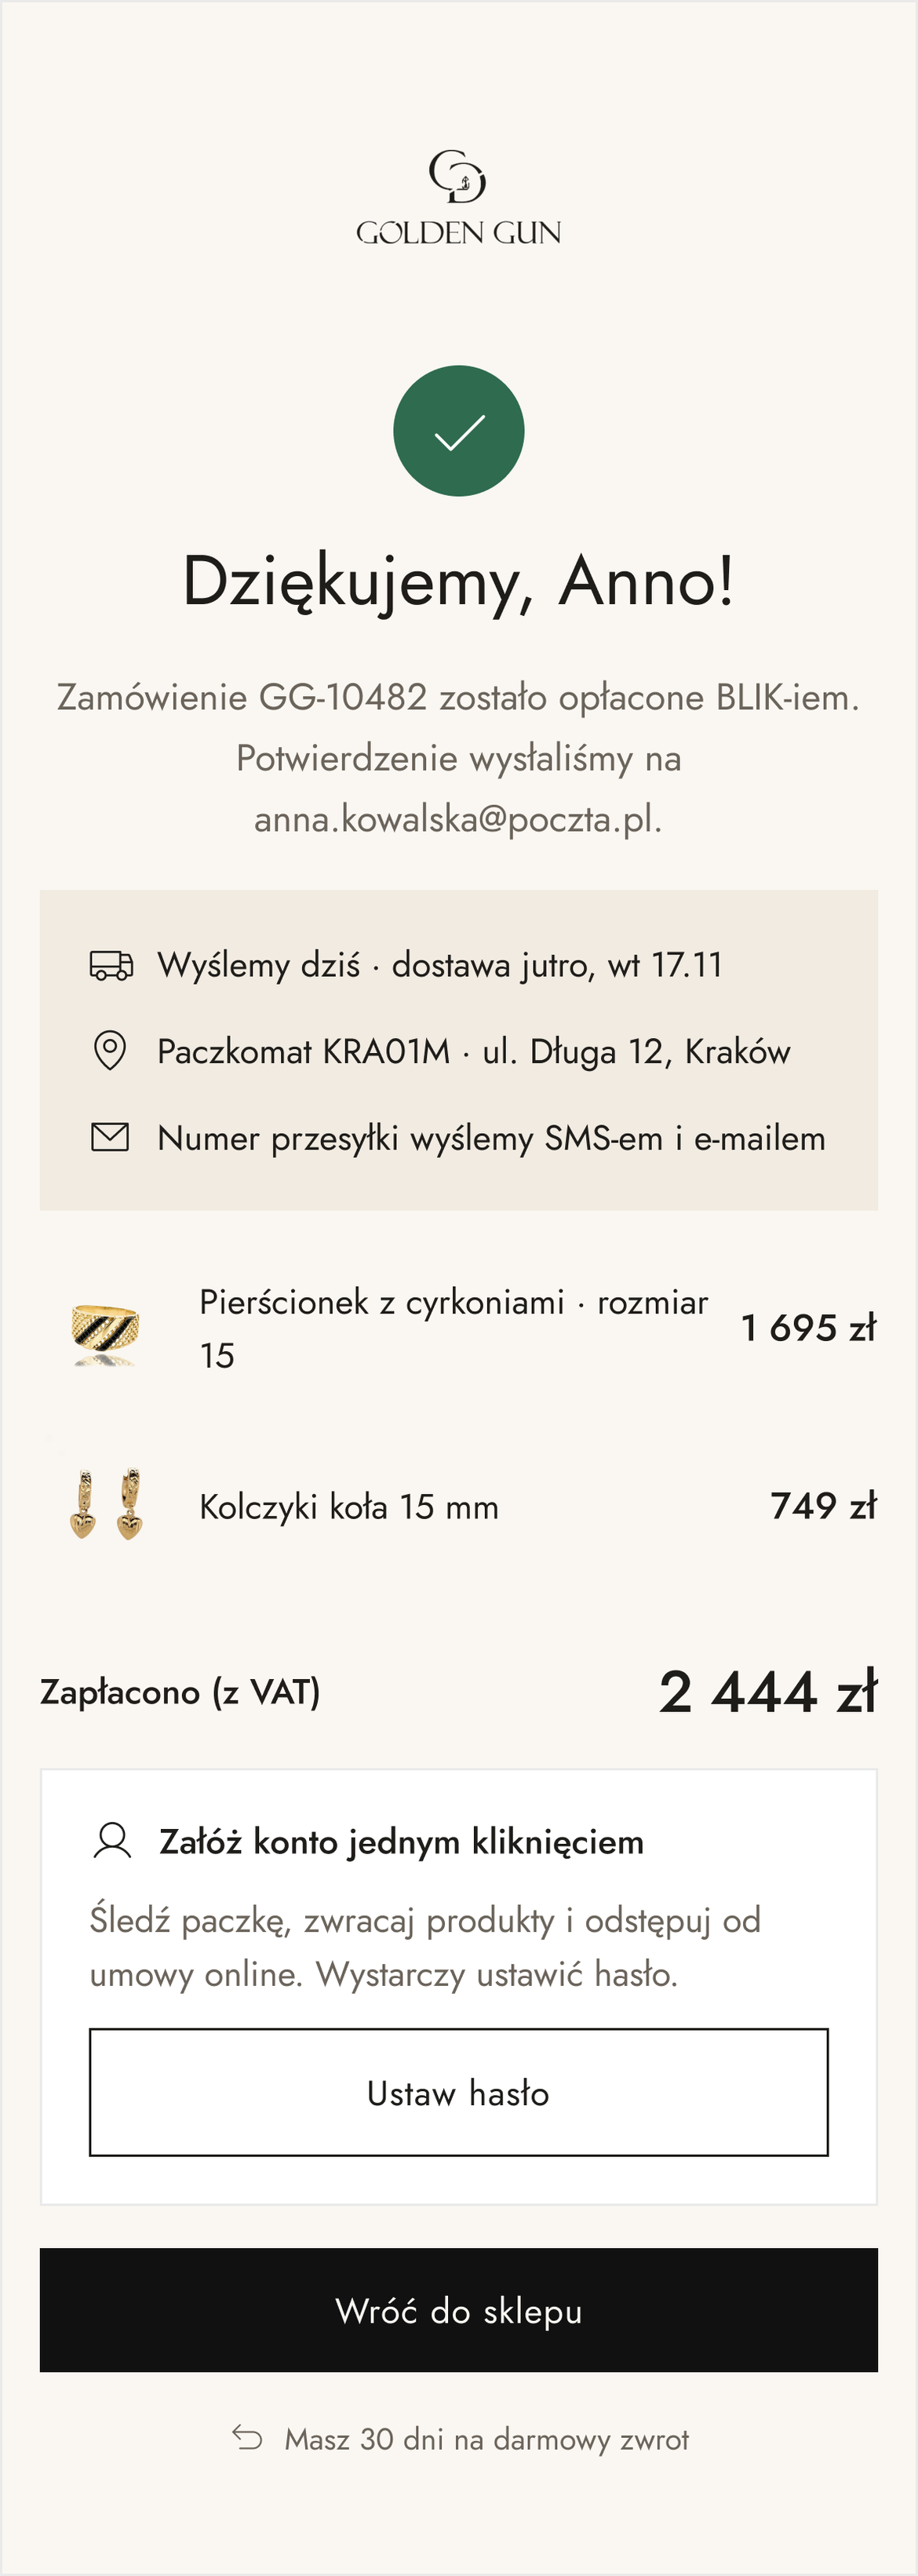 GOLDEN GUN
Dziękujemy, Anno!
Zamówienie GG-10482 zostało opłacone BLIK-iem.
Potwierdzenie wysłaliśmy na
anna.kowalska@poczta.pl.
Wyślemy dziś · dostawa jutro, wt 17.11
Paczkomat KRA01M · ul. Długa 12, Kraków
Numer przesyłki wyślemy SMS-em i e-mailem
Pierścionek z cyrkoniami · rozmiar
15
1 695 zł
Kolczyki koła 15 mm
749 zł
Zapłacono (z VAT)
2 444 zł
Załóż konto jednym kliknięciem
Śledź paczkę, zwracaj produkty i odstępuj od
umowy online. Wystarczy ustawić hasło.
Ustaw hasło
Wróć do sklepu
Masz 30 dni na darmowy zwrot